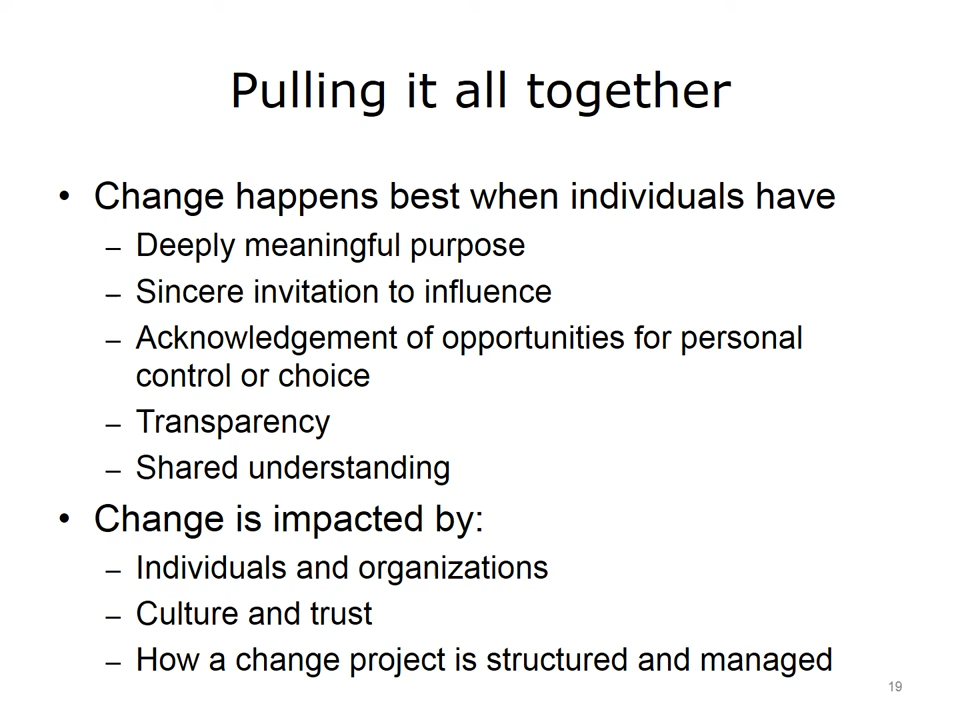 Pulling it all together
• Change happens best when individuals have
– Deeply meaningful purpose
– Sincere invitation to influence
– Acknowledgement of opportunities for personal
control or choice
– Transparency
– Shared understanding
• Change is impacted by:
– Individuals and organizations
– Culture and trust
– How a change project is structured and managed
19